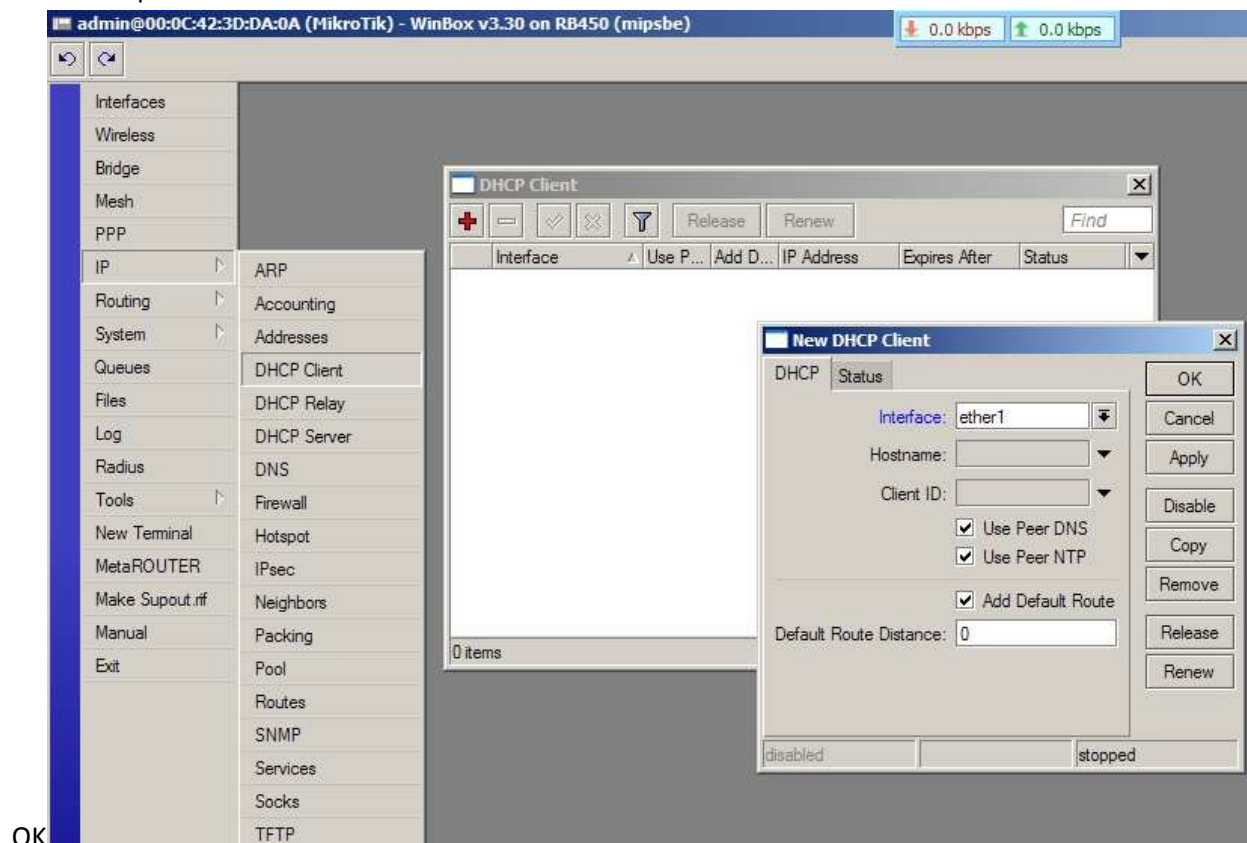 admin@00:0C:42:3D:DA:0A (MikroTik) - WinBox v3.30 on RB450 (mipsbe)
0.0 kbps 0.0 kbps
Interfaces
Wireless
Bridge
Mesh
PPP
IP
Routing
System
Queues
Files
Log
Radius
Tools
New Terminal
MetaROUTER
Make Supout.rif
Manual
Exit
ARP
Accounting
Addresses
DHCP Client
DHCP Relay
DHCP Server
DNS
Firewall
Hotspot
IPsec
Neighbors
Packing
Pool
Routes
SNMP
Services
Socks
TFTP
DHCP Client
Release Renew Find
Interface Use P... Add D... IP Address Expires After Status
0 items
New DHCP Client
DHCP Status
Interface: ether1
Hostname:
Client ID:
Use Peer DNS
Use Peer NTP
Add Default Route
Default Route Distance: 0
OK
Cancel
Apply
Disable
Copy
Remove
Release
Renew
disabled stopped
OK